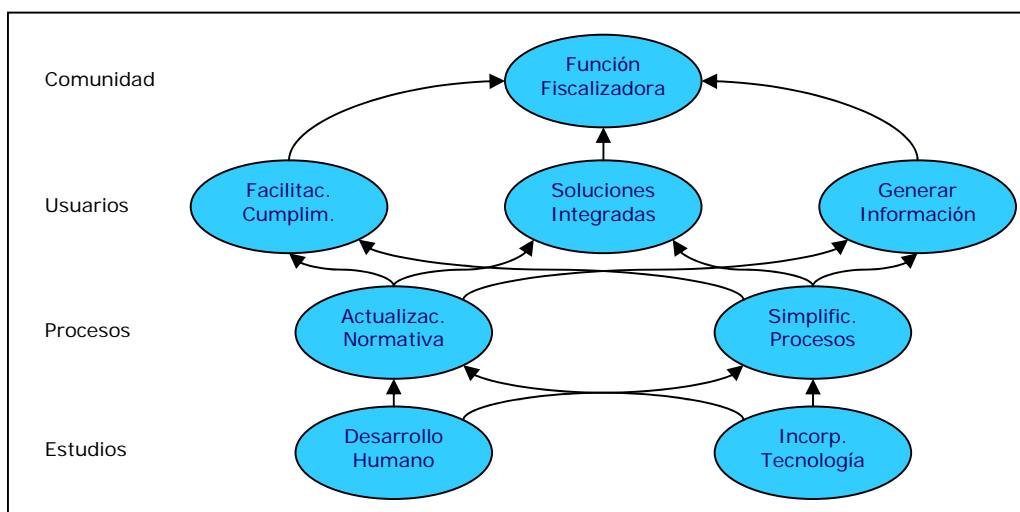 Comunidad
Función
Fiscalizadora
Usuarios
Facilitac.
Cumplim.
Soluciones
Integradas
Generar
Información
Procesos
Actualizac.
Normativa
Simplific.
Procesos
Estudios
Desarrollo
Humano
Incorp.
Tecnología